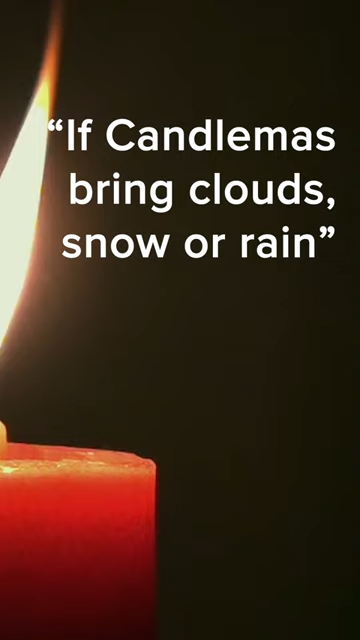 “If Candlemas
bring clouds,
snow or rain”